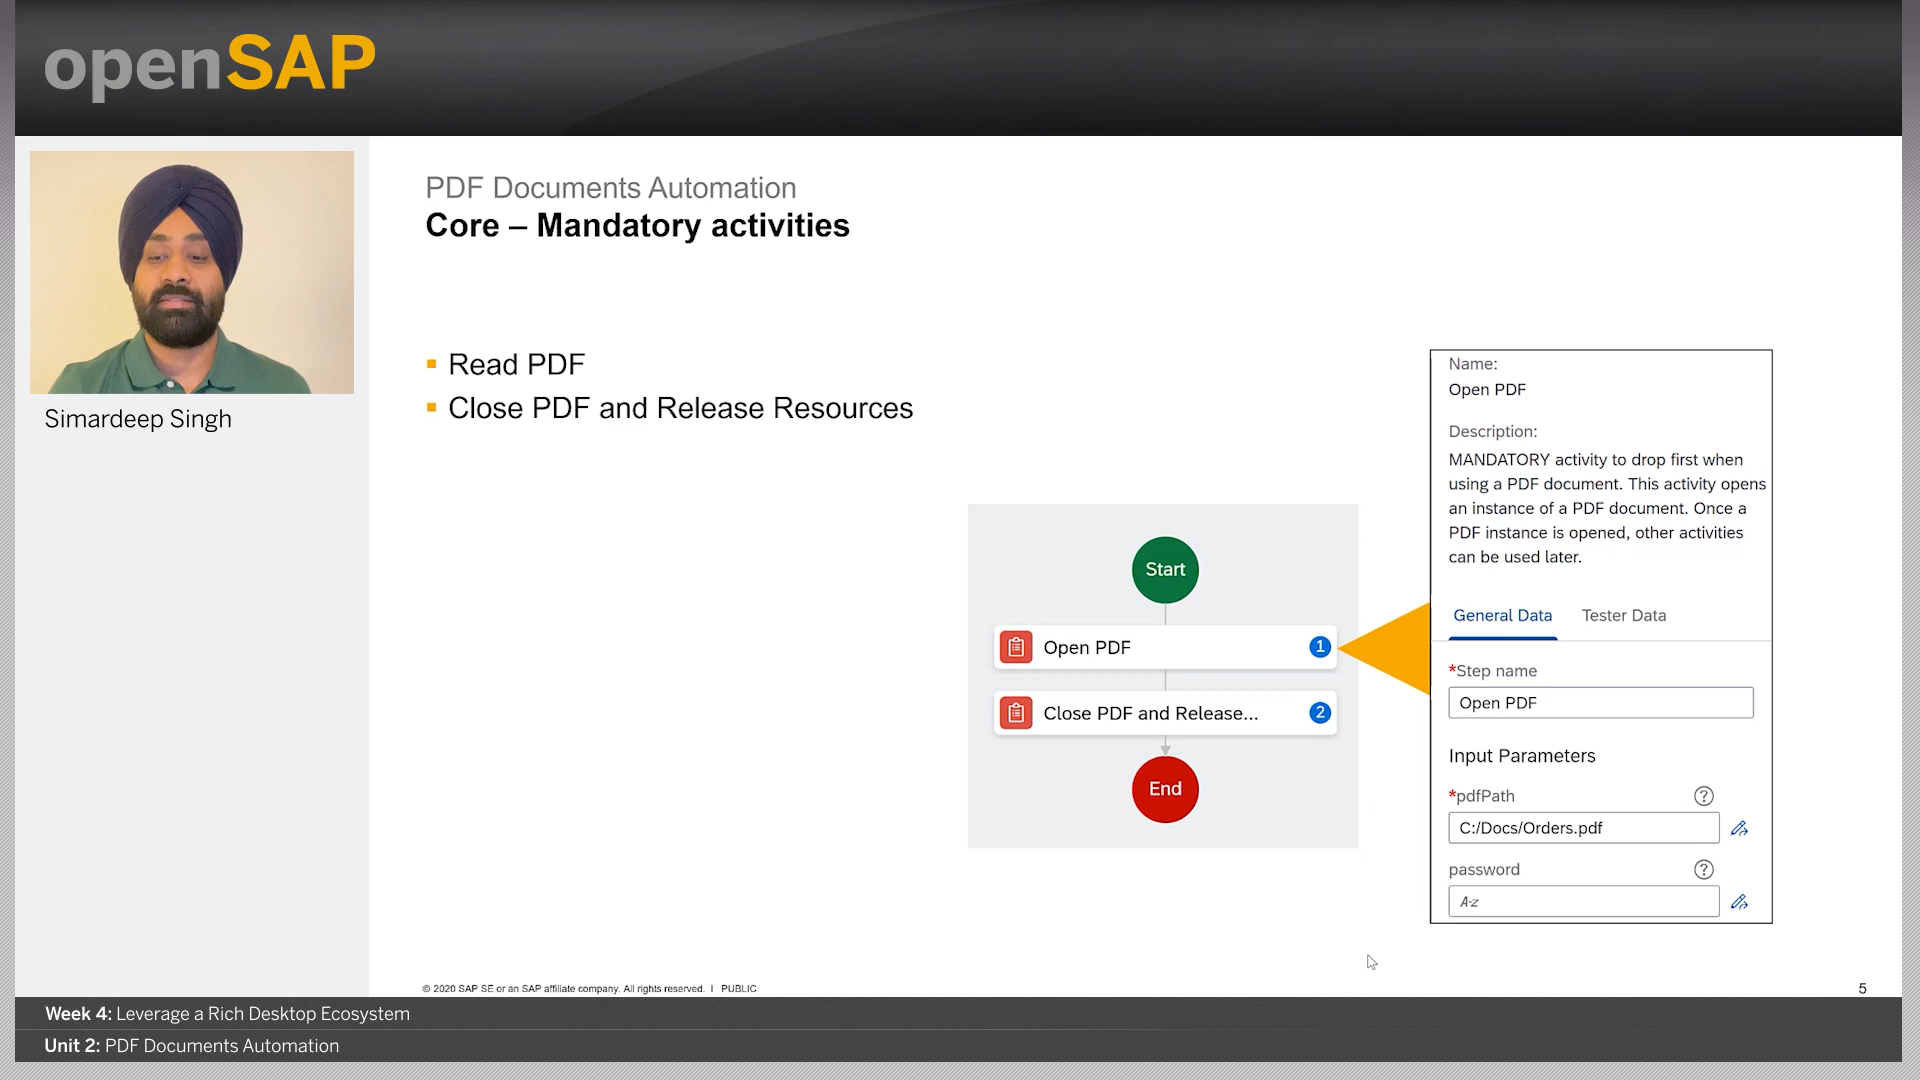 openSAP
Simardeep Singh
PDF Documents Automation
Core – Mandatory activities
Read PDF
Close PDF and Release Resources
Start
Open PDF 1
Close PDF and Release... 2
End
Name:
Open PDF
Description:
MANDATORY activity to drop first when
using a PDF document. This activity opens
an instance of a PDF document. Once a
PDF instance is opened, other activities
can be used later.
General Data Tester Data
*Step name
Open PDF
Input Parameters
*pdfPath ?
C:/Docs/Orders.pdf
password ?
A-z
© 2020 SAP SE or an SAP affiliate company. All rights reserved. I PUBLIC
5
Week 4: Leverage a Rich Desktop Ecosystem
Unit 2: PDF Documents Automation